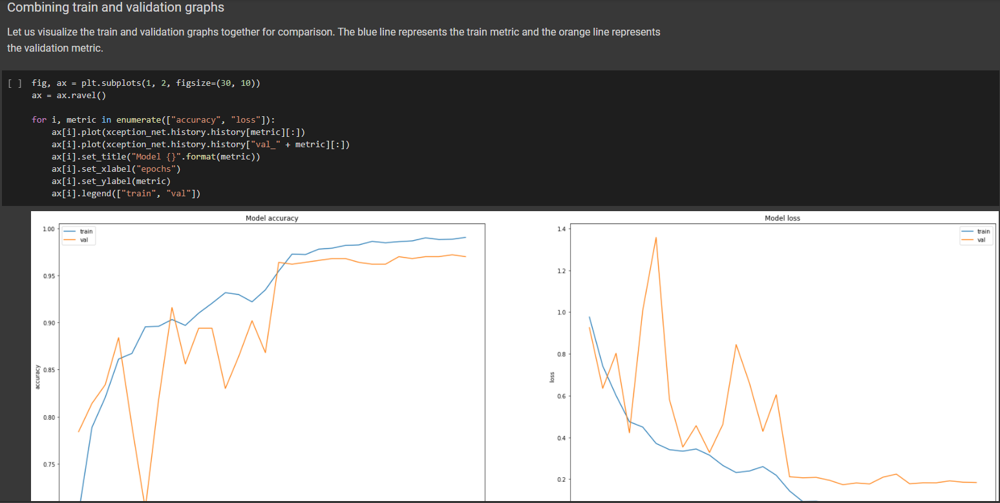 Combining train and validation graphs
Let us visualize the train and validation graphs together for comparison. The blue line represents the train metric and the orange line represents
the validation metric.
[ ] fig, ax = plt.subplots(1, 2, figsize=(30, 10))
ax = ax.ravel()
for i, metric in enumerate(["accuracy", "loss"]):
    ax[i].plot(xception_net.history.history[metric][:])
    ax[i].plot(xception_net.history.history["val_" + metric][:])
    ax[i].set_title("Model {}".format(metric))
    ax[i].set_xlabel("epochs")
    ax[i].set_ylabel(metric)
    ax[i].legend(["train", "val"])
Model accuracy
train
val
1.00
0.95
0.90
0.85
0.80
0.75
accuracy
Model loss
train
val
1.4
1.2
1.0
0.8
0.6
0.4
0.2
loss